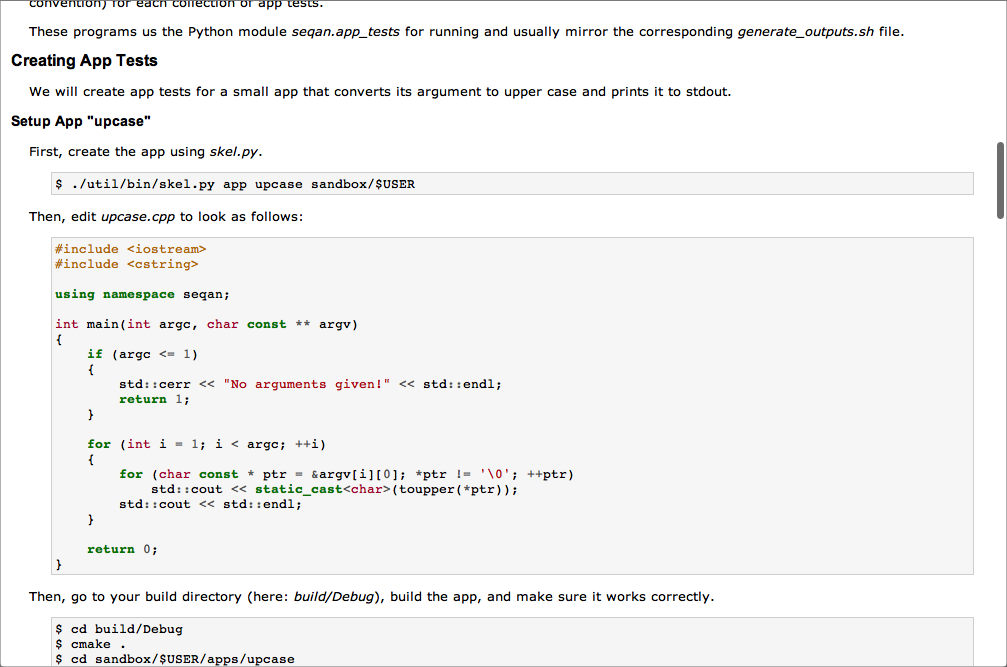 convention) for each collection of app tests.
These programs us the Python module seqan.app_tests for running and usually mirror the corresponding generate_outputs.sh file.
Creating App Tests
We will create app tests for a small app that converts its argument to upper case and prints it to stdout.
Setup App "upcase"
First, create the app using skel.py.
$ ./util/bin/skel.py app upcase sandbox/$USER
Then, edit upcase.cpp to look as follows:
#include <iostream>
#include <cstring>
using namespace seqan;
int main(int argc, char const ** argv)
{
    if (argc <= 1)
    {
        std::cerr << "No arguments given!" << std::endl;
        return 1;
    }
    for (int i = 1; i < argc; ++i)
    {
        for (char const * ptr = &argv[i][0]; *ptr != '\0'; ++ptr)
            std::cout << static_cast<char>(toupper(*ptr));
        std::cout << std::endl;
    }
    return 0;
}
Then, go to your build directory (here: build/Debug), build the app, and make sure it works correctly.
$ cd build/Debug
$ cmake .
$ cd sandbox/$USER/apps/upcase